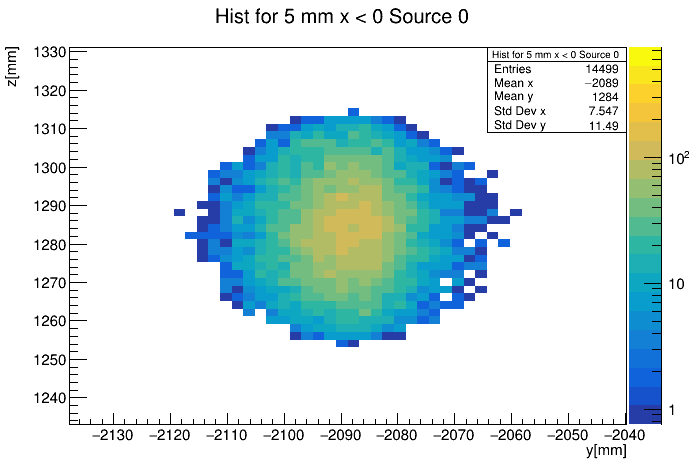 Hist for 5 mm x < 0 Source 0
z[mm]
1330
1320
1310
1300
1290
1280
1270
1260
1250
1240
Hist for 5 mm x < 0 Source 0
Entries 14499
Mean x −2089
Mean y 1284
Std Dev x 7.547
Std Dev y 11.49
10²
10
1
−2130 −2120 −2110 −2100 −2090 −2080 −2070 −2060 −2050 −2040
y[mm]